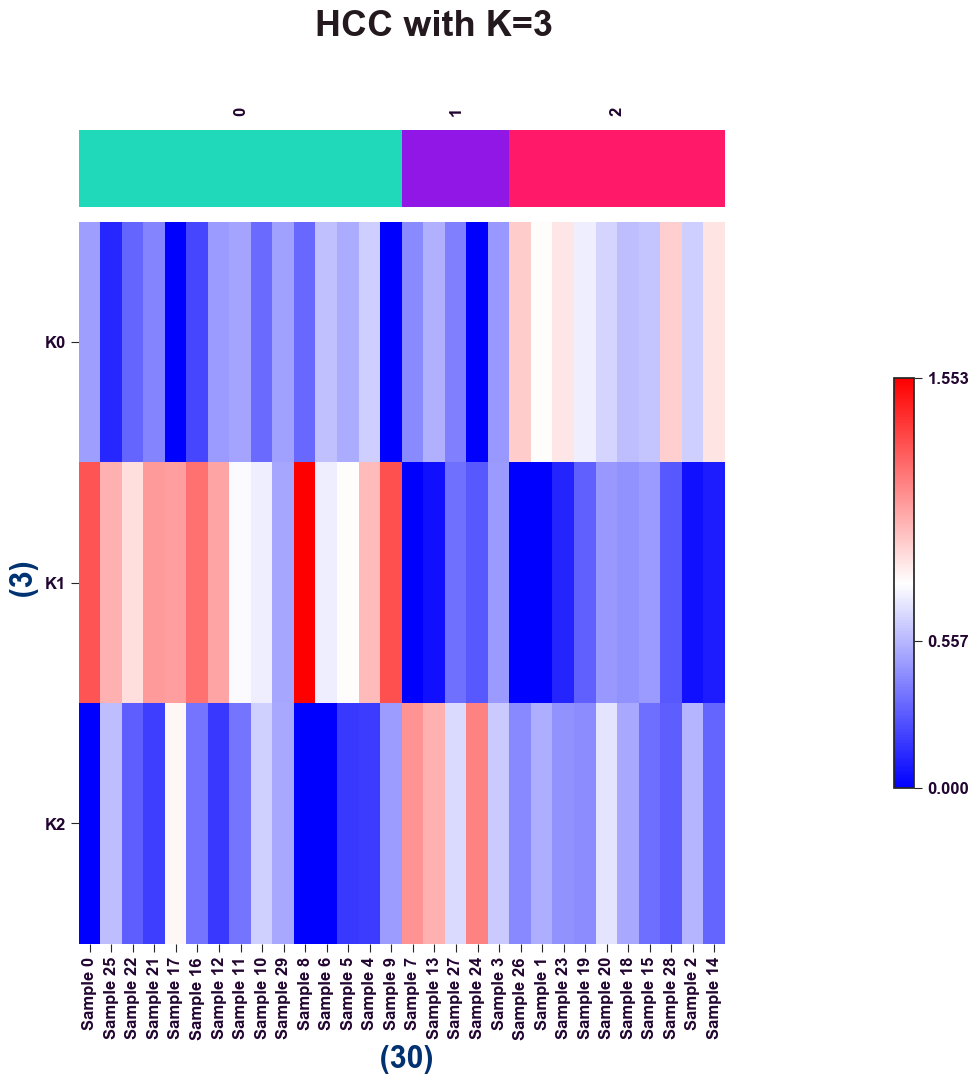 HCC with K=3
0
1
2
K0
K1
K2
(3)
1.553
0.557
0.000
Sample 0
Sample 25
Sample 22
Sample 21
Sample 17
Sample 16
Sample 12
Sample 11
Sample 10
Sample 29
Sample 8
Sample 6
Sample 5
Sample 4
Sample 9
Sample 7
Sample 13
Sample 27
Sample 24
Sample 3
Sample 26
Sample 1
Sample 23
Sample 19
Sample 20
Sample 18
Sample 15
Sample 28
Sample 2
Sample 14
(30)